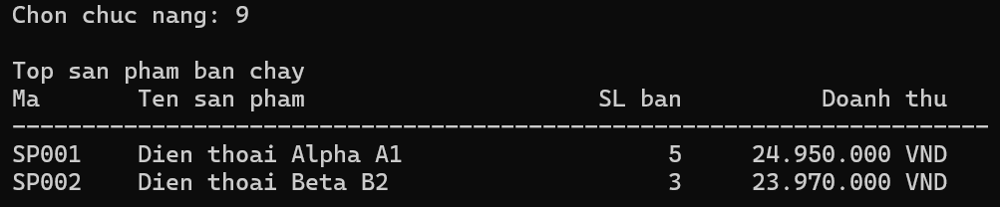 Chon chuc nang: 9
Top san pham ban chay
Ma Ten san pham SL ban Doanh thu
----------------------------------------------------------------------
SP001 Dien thoai Alpha A1 5 24.950.000 VND
SP002 Dien thoai Beta B2 3 23.970.000 VND